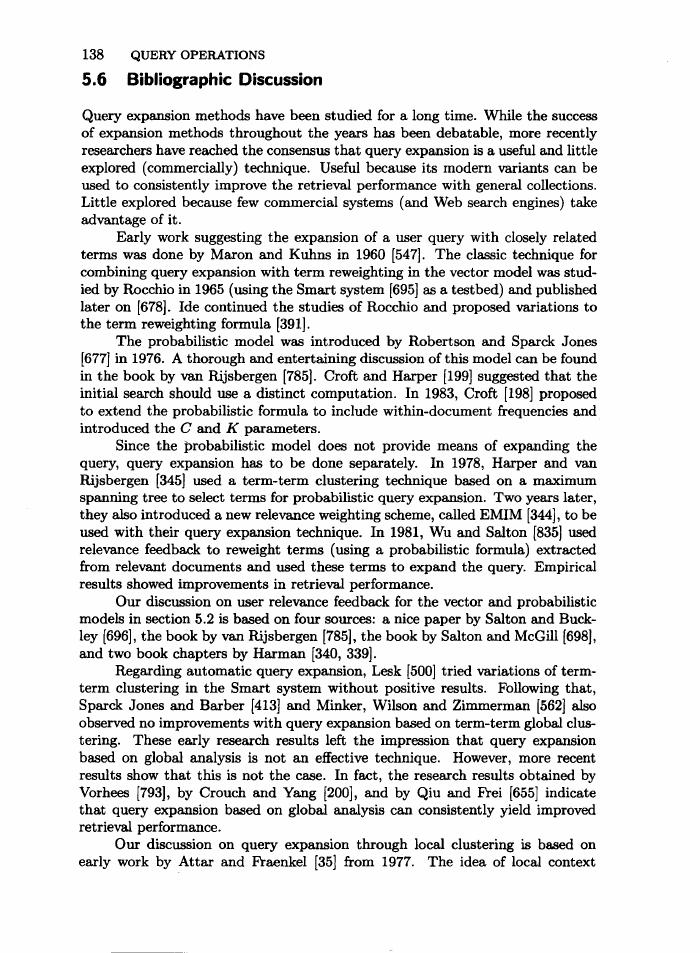 138 QUERY OPERATIONS
5.6 Bibliographic Discussion
Query expansion methods have been studied for a long time. While the success
of expansion methods throughout the years has been debatable, more recently
researchers have reached the consensus that query expansion is a useful and little
explored (commercially) technique. Useful because its modern variants can be
used to consistently improve the retrieval performance with general collections.
Little explored because few commercial systems (and Web search engines) take
advantage of it.
Early work suggesting the expansion of a user query with closely related
terms was done by Maron and Kuhns in 1960 [547]. The classic technique for
combining query expansion with term reweighting in the vector model was stud-
ied by Rocchio in 1965 (using the Smart system [695] as a testbed) and published
later on [678]. Ide continued the studies of Rocchio and proposed variations to
the term reweighting formula [391].
The probabilistic model was introduced by Robertson and Sparck Jones
[677] in 1976. A thorough and entertaining discussion of this model can be found
in the book by van Rijsbergen [785]. Croft and Harper [199] suggested that the
initial search should use a distinct computation. In 1983, Croft [198] proposed
to extend the probabilistic formula to include within-document frequencies and
introduced the C and K parameters.
Since the probabilistic model does not provide means of expanding the
query, query expansion has to be done separately. In 1978, Harper and van
Rijsbergen [345] used a term-term clustering technique based on a maximum
spanning tree to select terms for probabilistic query expansion. Two years later,
they also introduced a new relevance weighting scheme, called EMIM [344], to be
used with their query expansion technique. In 1981, Wu and Salton [835] used
relevance feedback to reweight terms (using a probabilistic formula) extracted
from relevant documents and used these terms to expand the query. Empirical
results showed improvements in retrieval performance.
Our discussion on user relevance feedback for the vector and probabilistic
models in section 5.2 is based on four sources: a nice paper by Salton and Buck-
ley [696], the book by van Rijsbergen [785], the book by Salton and McGill [698],
and two book chapters by Harman [340, 339].
Regarding automatic query expansion, Lesk [500] tried variations of term-
term clustering in the Smart system without positive results. Following that,
Sparck Jones and Barber [413] and Minker, Wilson and Zimmerman [562] also
observed no improvements with query expansion based on term-term global clus-
tering. These early research results left the impression that query expansion
based on global analysis is not an effective technique. However, more recent
results show that this is not the case. In fact, the research results obtained by
Vorhees [793], by Crouch and Yang [200], and by Qiu and Frei [655] indicate
that query expansion based on global analysis can consistently yield improved
retrieval performance.
Our discussion on query expansion through local clustering is based on
early work by Attar and Fraenkel [35] from 1977. The idea of local context